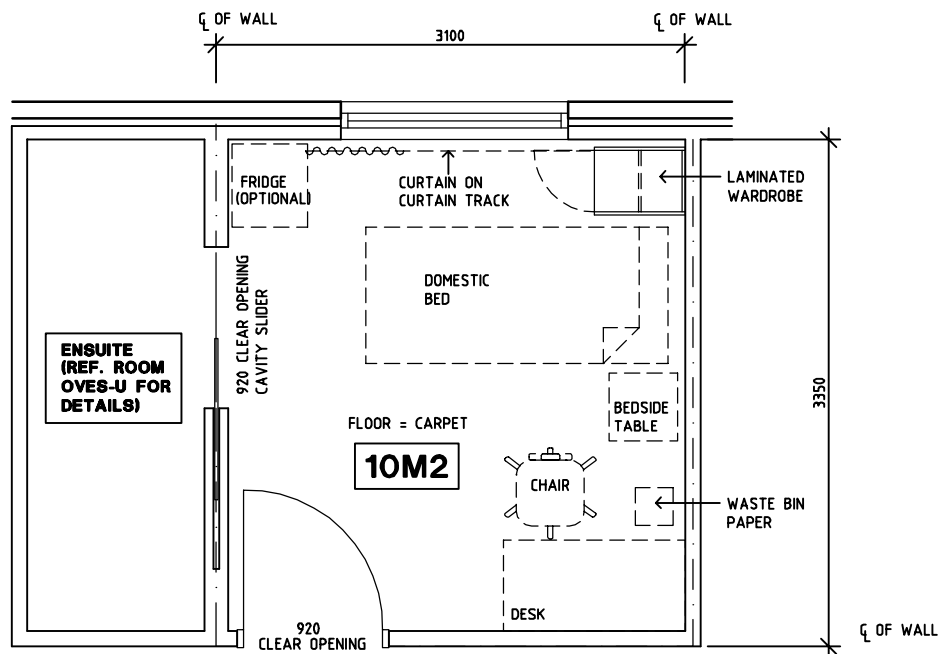 ℄ OF WALL
℄ OF WALL
3100
FRIDGE
(OPTIONAL)
CURTAIN ON
CURTAIN TRACK
LAMINATED
WARDROBE
920 CLEAR OPENING
CAVITY SLIDER
DOMESTIC
BED
ENSUITE
(REF. ROOM
OVES-U FOR
DETAILS)
3350
BEDSIDE
TABLE
FLOOR = CARPET
10M2
CHAIR
WASTE BIN
PAPER
DESK
920
CLEAR OPENING
℄ OF WALL